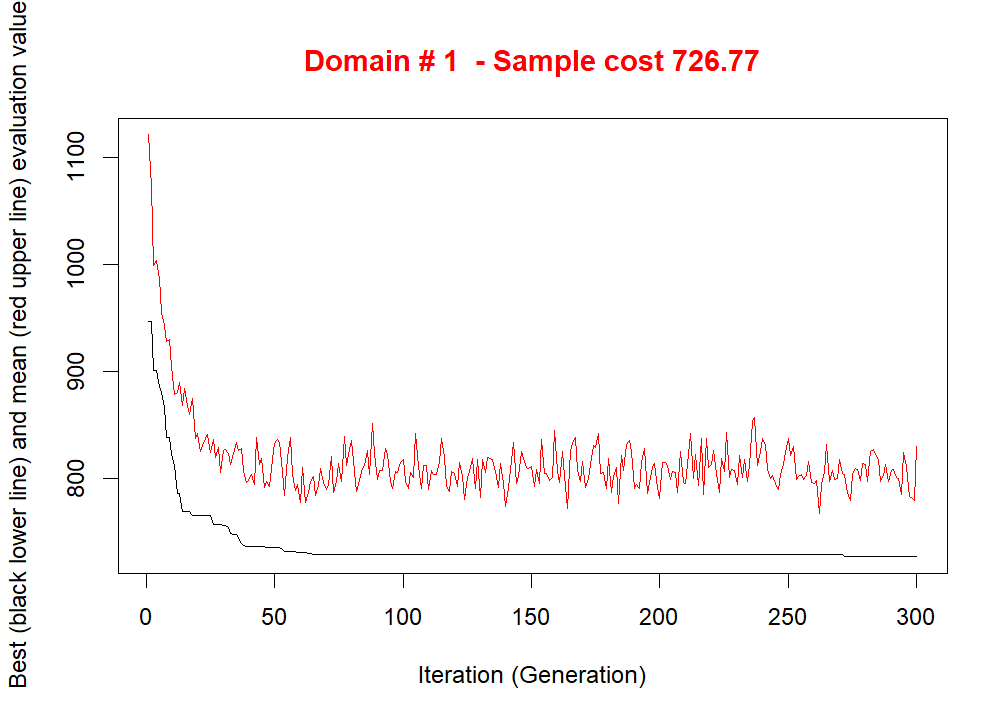 Domain # 1  - Sample cost 726.77
Best (black lower line) and mean (red upper line) evaluation value
1100
1000
900
800
0 50 100 150 200 250 300
Iteration (Generation)